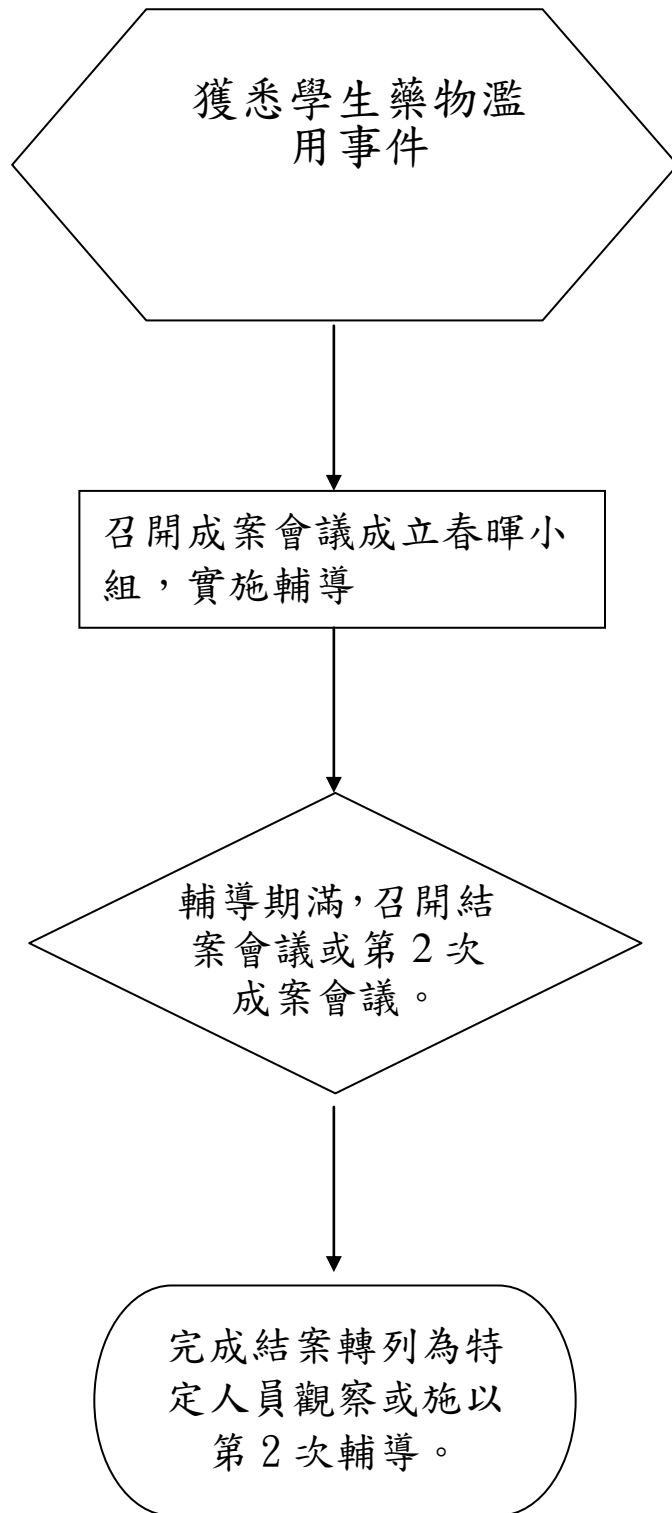 獲悉學生藥物濫
用事件
召開成案會議成立春暉小
組，實施輔導
輔導期滿，召開結
案會議或第 2 次
成案會議。
完成結案轉列為特
定人員觀察或施以
第 2 次輔導。